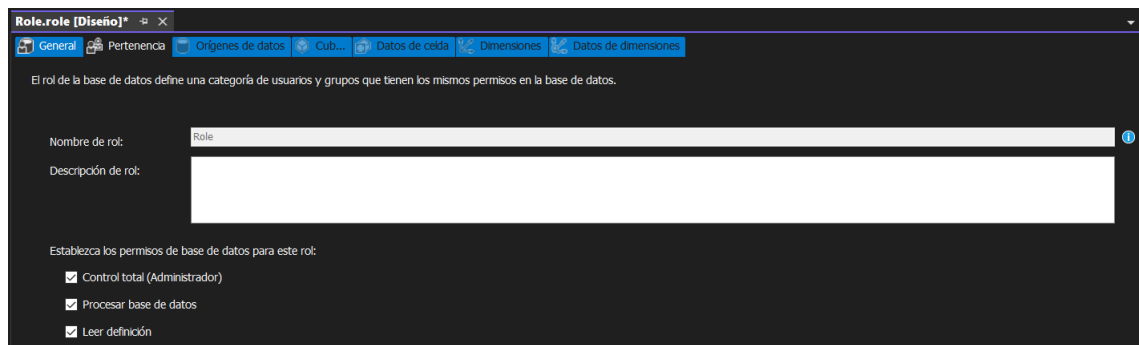 Role.role [Diseño]*
General Pertenencia Orígenes de datos Cub... Datos de celda Dimensiones Datos de dimensiones
El rol de la base de datos define una categoría de usuarios y grupos que tienen los mismos permisos en la base de datos.
Nombre de rol: Role
Descripción de rol:
Establezca los permisos de base de datos para este rol:
Control total (Administrador)
Procesar base de datos
Leer definición